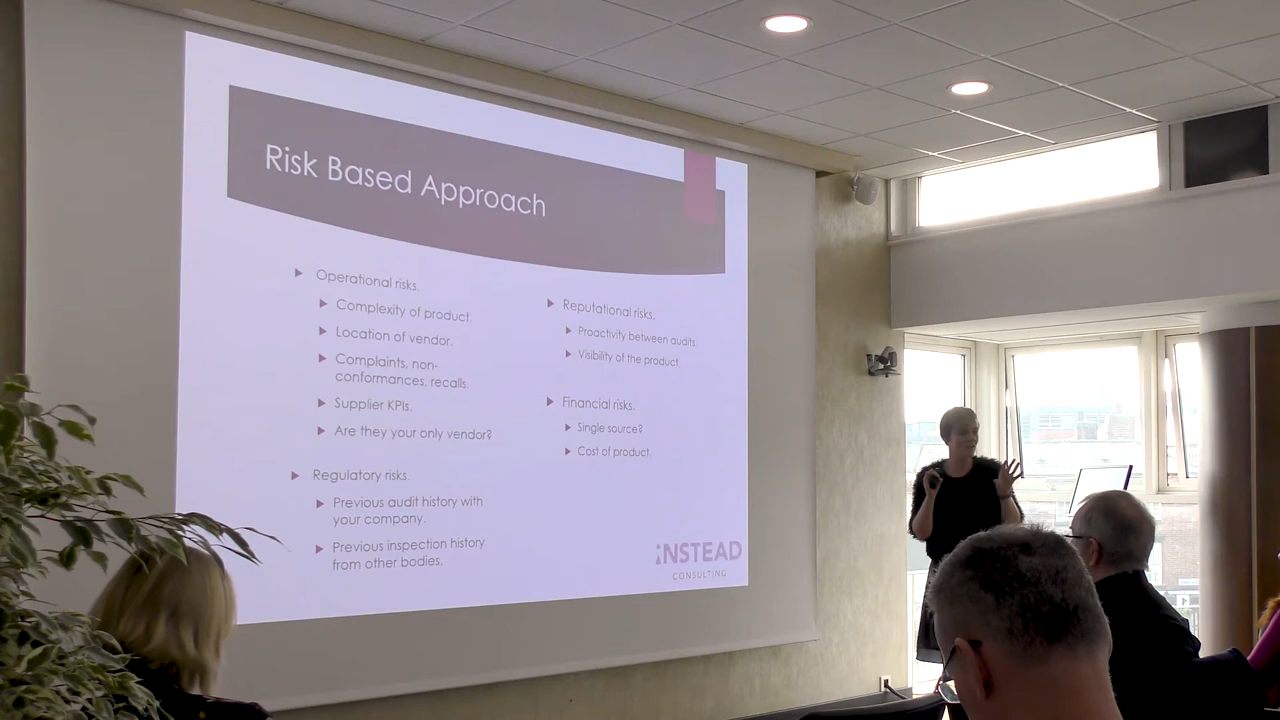 Risk Based Approach
Operational risks.
Complexity of product.
Location of vendor.
Complaints, non-
conformances, recalls.
Supplier KPIs.
Are they your only vendor?
Regulatory risks.
Previous audit history with
your company.
Previous inspection history
from other bodies.
Reputational risks.
Proactivity between audits.
Visibility of the product
Financial risks.
Single source?
Cost of product.
INSTEAD
CONSULTING